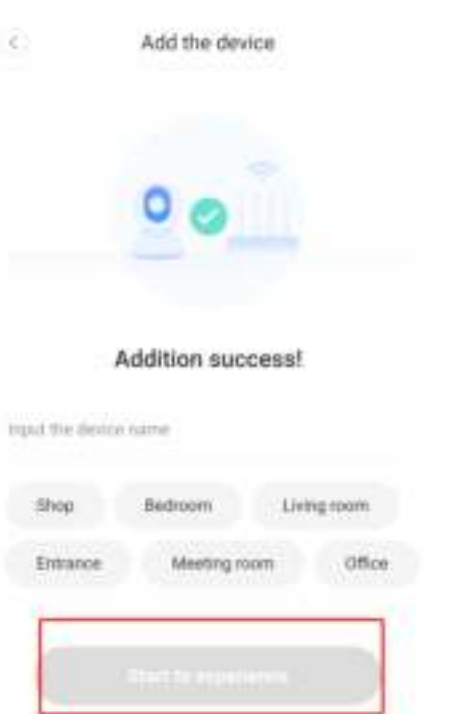 Add the device
Addition success!
Input the device name
Shop Bedroom Living room
Entrance Meeting room Office
Start to experience